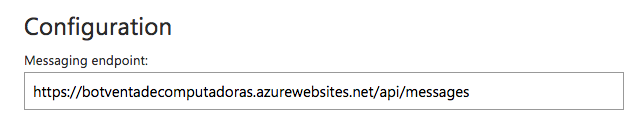 Configuration
Messaging endpoint:
https://botventadecomputadoras.azurewebsites.net/api/messages